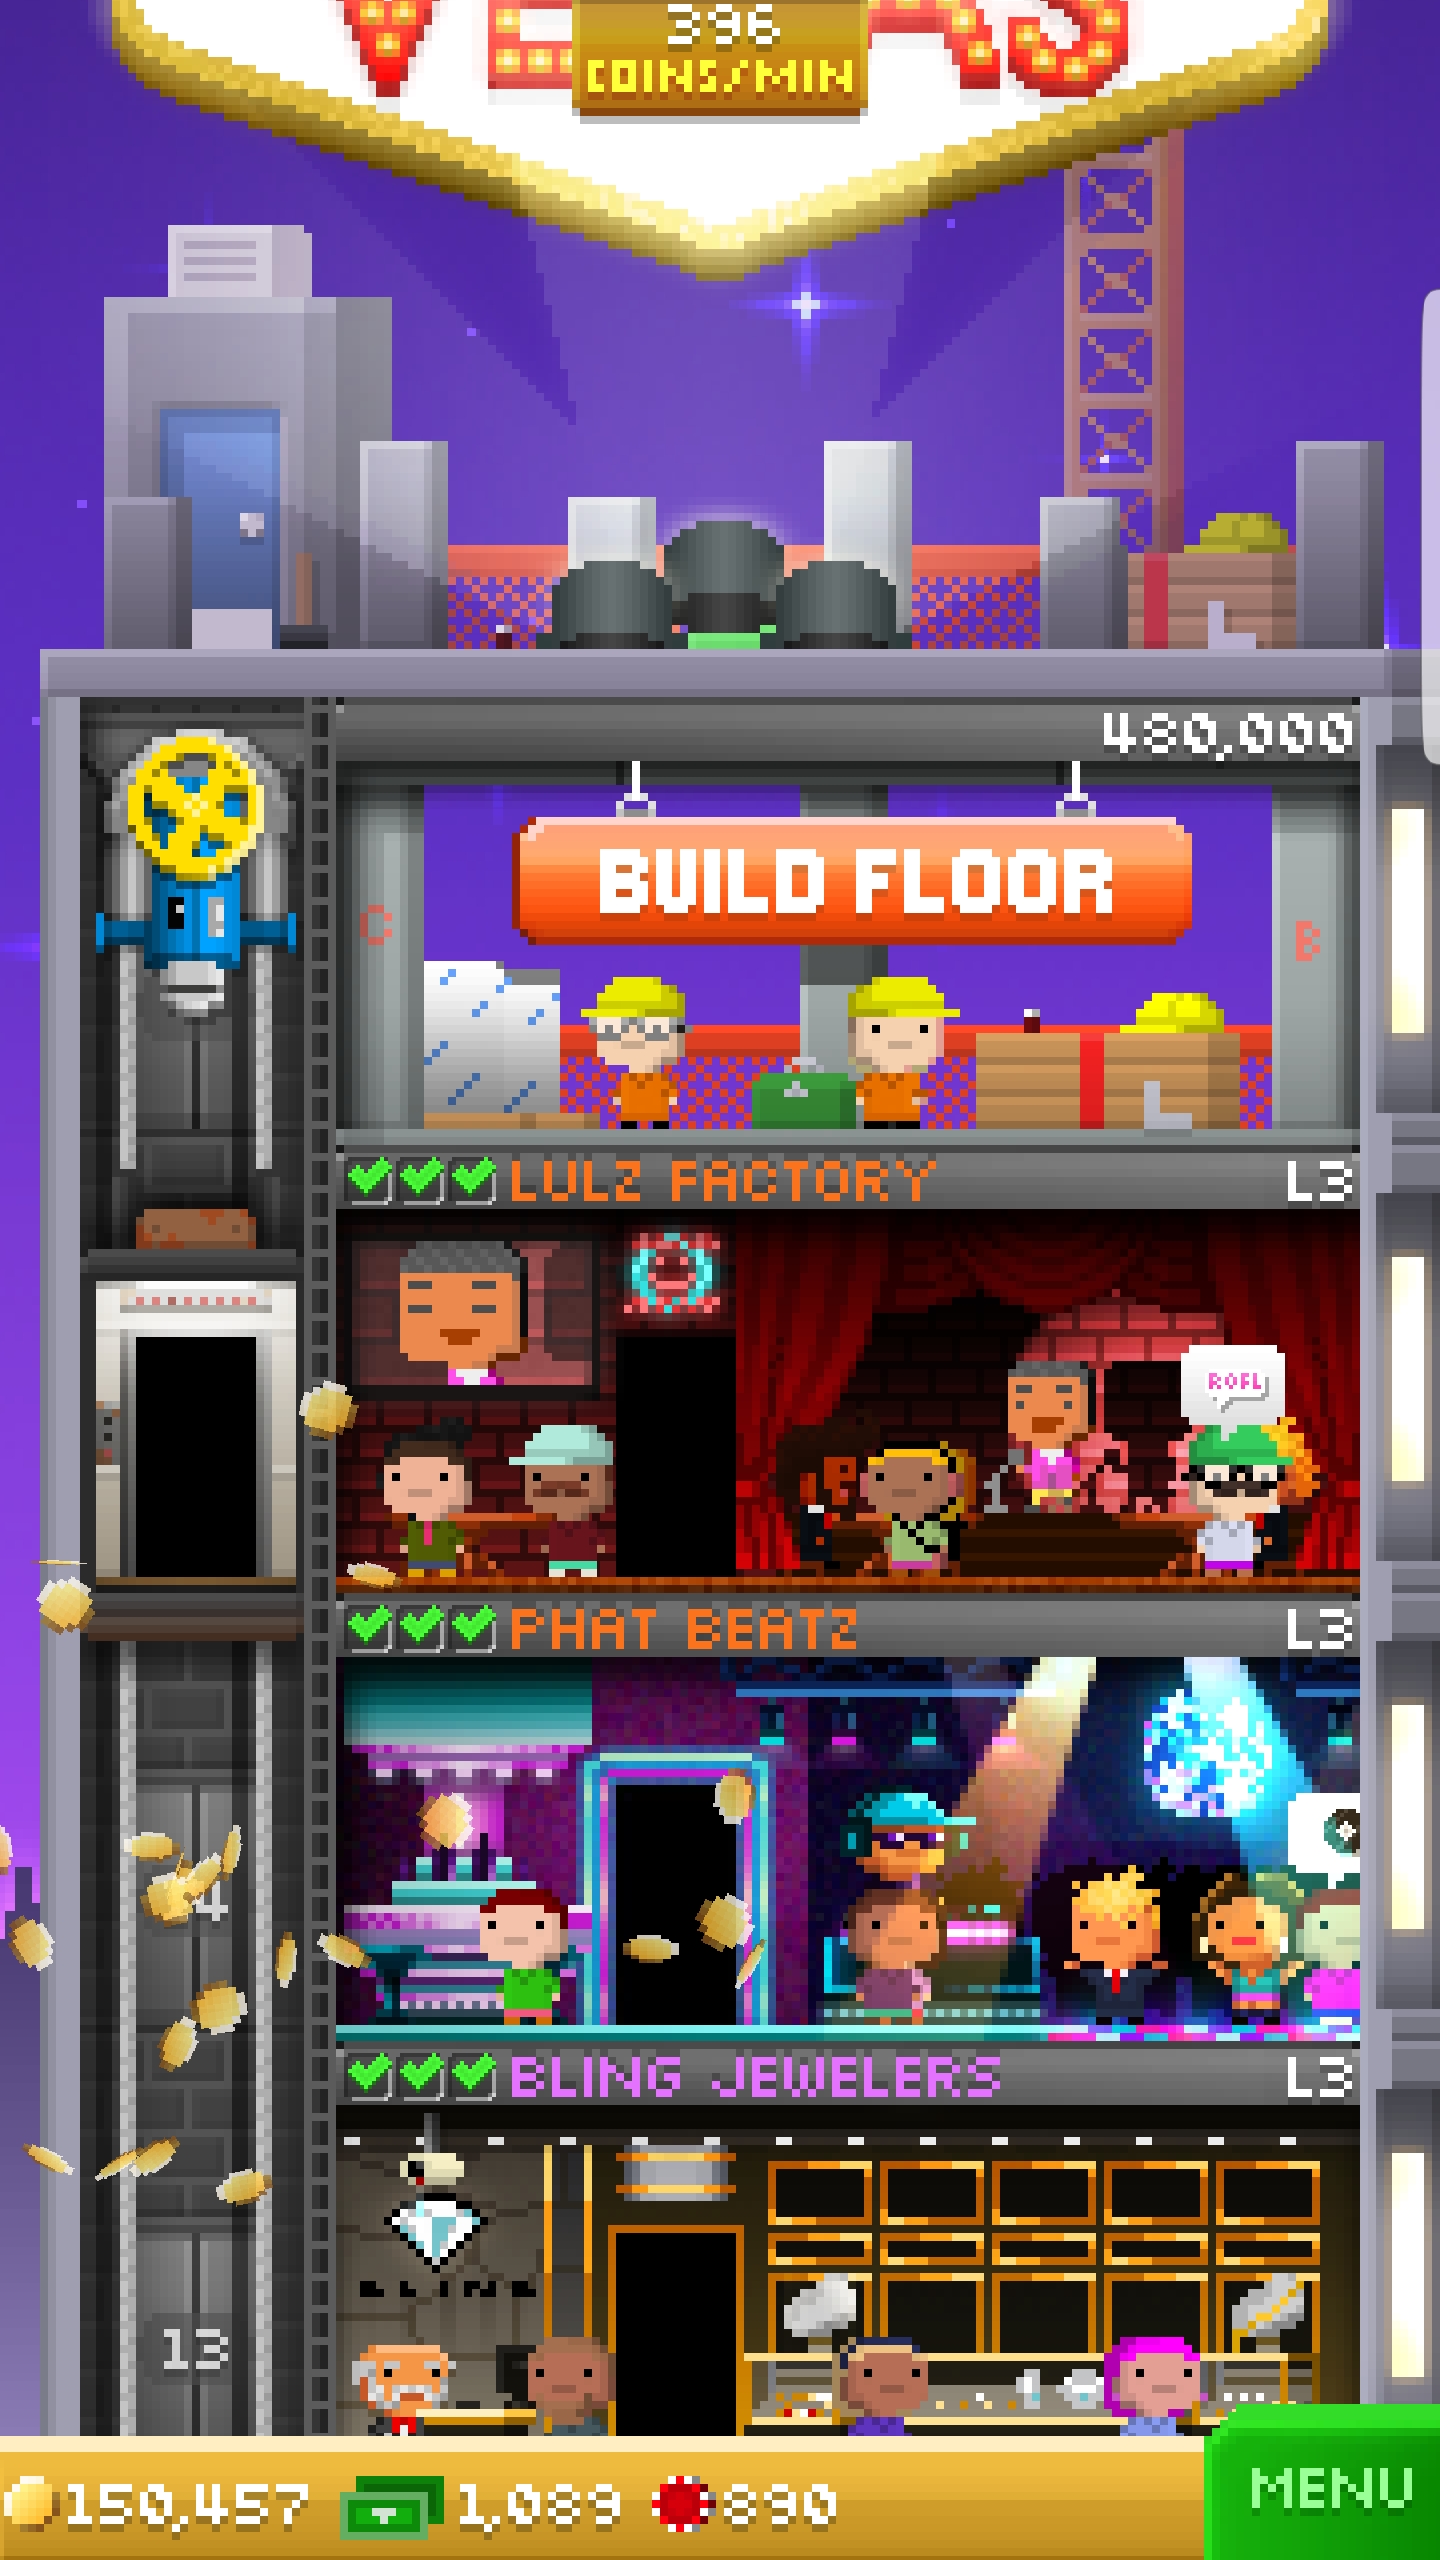 396
COINS/MIN
480,000
BUILD FLOOR
C
B
LULZ FACTORY L3
ROFL
PHAT BEATZ L3
4
BLING JEWELERS L3
BLING
13
150,457 1,089 890
MENU